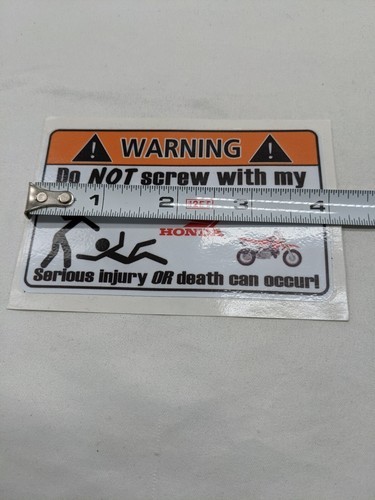 WARNING
Do NOT screw with my
1 2 3 4
HONDA
Serious injury OR death can occur!